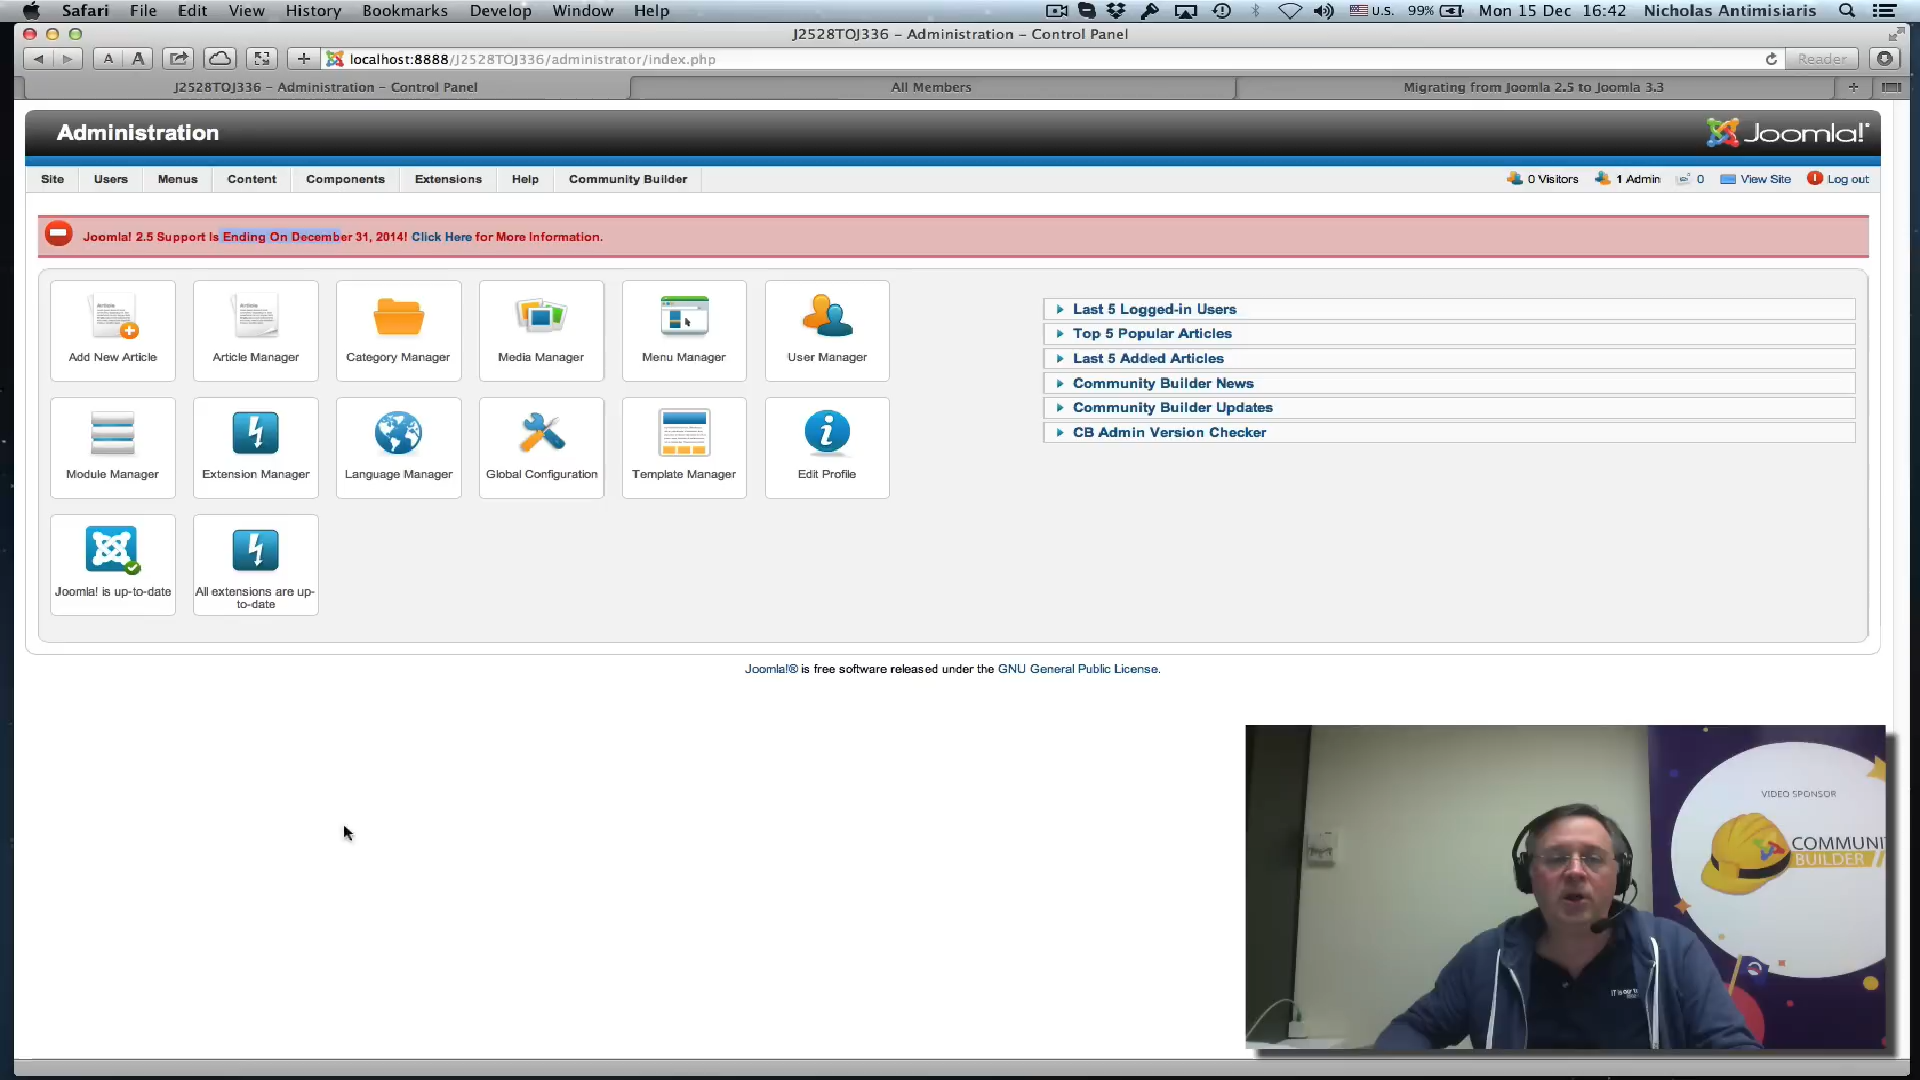 Safari File Edit View History Bookmarks Develop Window Help U.S. 99% Mon 15 Dec 16:42 Nicholas Antimisiaris
J2528TOJ336 – Administration – Control Panel
A A + localhost:8888/J2528TOJ336/administrator/index.php Reader
J2528TOJ336 – Administration – Control Panel All Members Migrating from Joomla 2.5 to Joomla 3.3 +
Administration Joomla!®
Site Users Menus Content Components Extensions Help Community Builder 0 Visitors 1 Admin 0 View Site Log out
Joomla! 2.5 Support Is Ending On December 31, 2014! Click Here for More Information.
Add New Article Article Manager Category Manager Media Manager Menu Manager User Manager
Module Manager Extension Manager Language Manager Global Configuration Template Manager Edit Profile
Joomla! is up-to-date All extensions are up-
to-date
Last 5 Logged-in Users
Top 5 Popular Articles
Last 5 Added Articles
Community Builder News
Community Builder Updates
CB Admin Version Checker
Joomla!® is free software released under the GNU General Public License.
VIDEO SPONSOR
COMMUNI
BUILDER